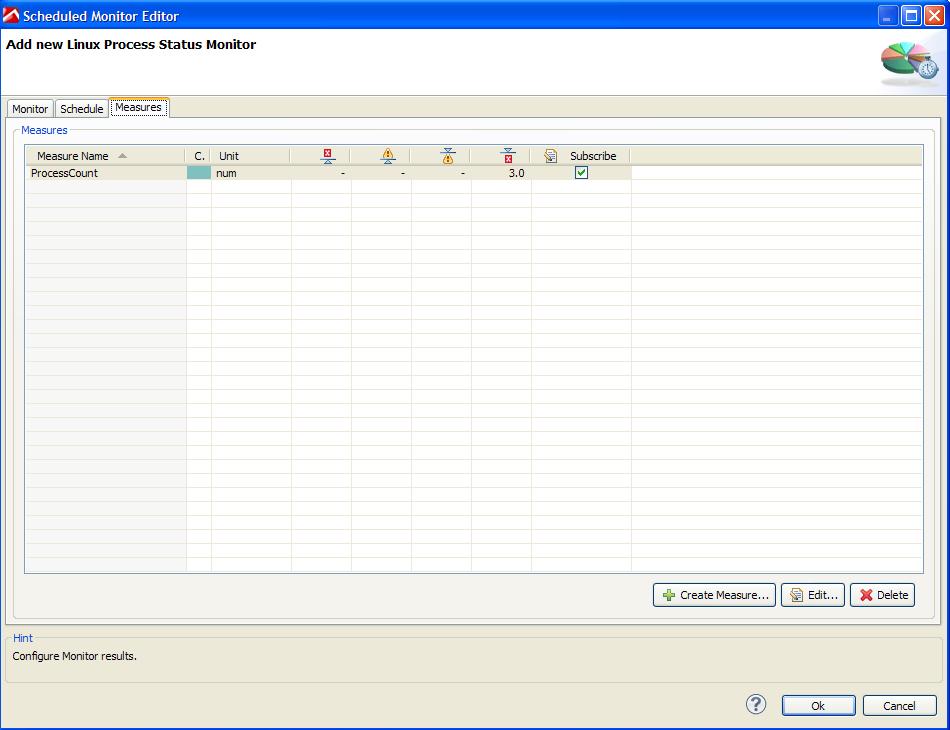 Scheduled Monitor Editor
Add new Linux Process Status Monitor
Monitor Schedule Measures
Measures
Measure Name C. Unit Subscribe
ProcessCount num - - - 3.0
Create Measure... Edit... Delete
Hint
Configure Monitor results.
? Ok Cancel